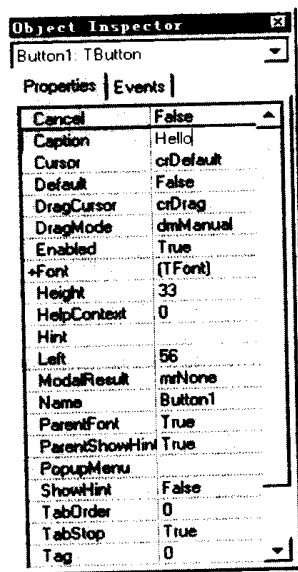 Object Inspector
Button1: TButton
Properties Events
Cancel False
Caption Hello
Cursor crDefault
Default False
DragCursor crDrag
DragMode dmManual
Enabled True
+Font (TFont)
Height 33
HelpContext 0
Hint
Left 56
ModalResult mrNone
Name Button1
ParentFont True
ParentShowHint True
PopupMenu
ShowHint False
TabOrder 0
TabStop True
Tag 0